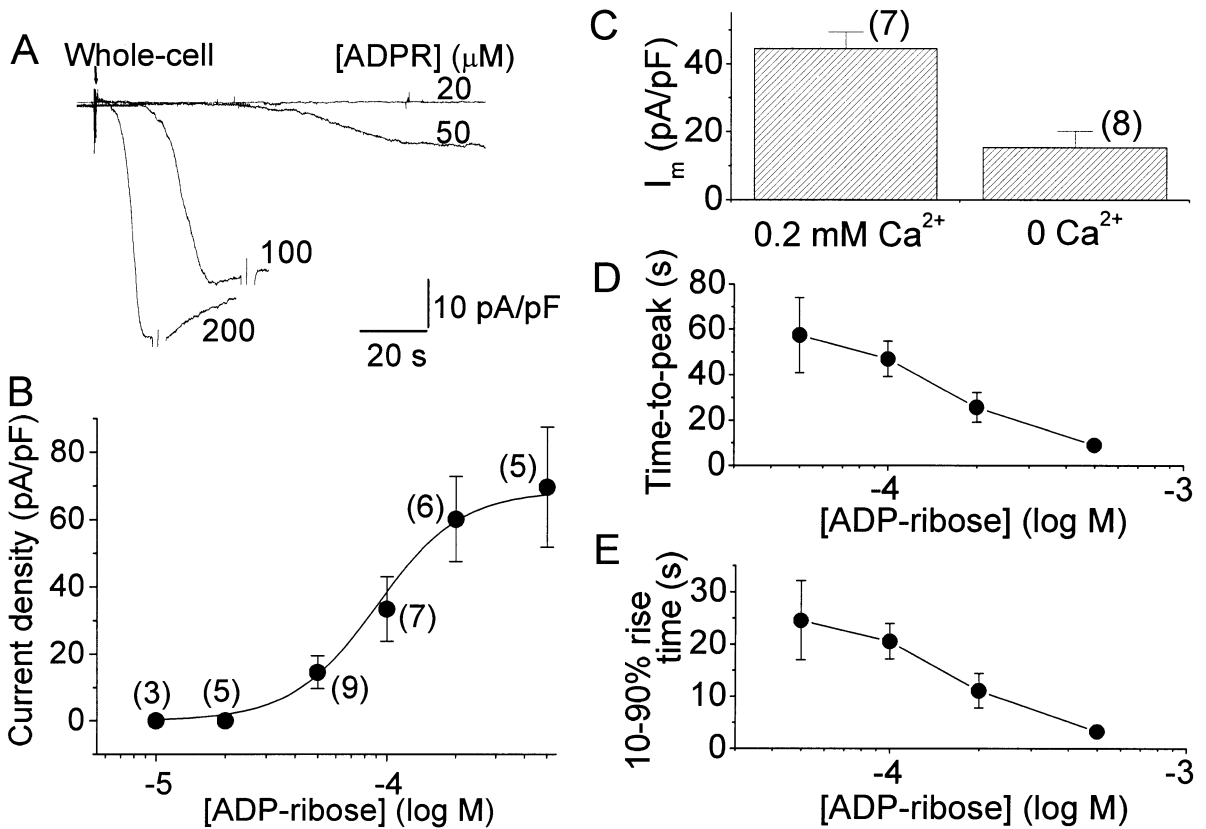 A
Whole-cell
[ADPR] (μM)
20
50
100
200
10 pA/pF
20 s
B
Current density (pA/pF)
80
60
40
20
0
(3)
(5)
(9)
(7)
(6)
(5)
-5
-4
[ADP-ribose] (log M)
C
Im (pA/pF)
40
20
0
(7)
(8)
0.2 mM Ca2+
0 Ca2+
D
Time-to-peak (s)
80
60
40
20
0
-4
-3
[ADP-ribose] (log M)
E
10-90% rise
time (s)
30
20
10
0
-4
-3
[ADP-ribose] (log M)